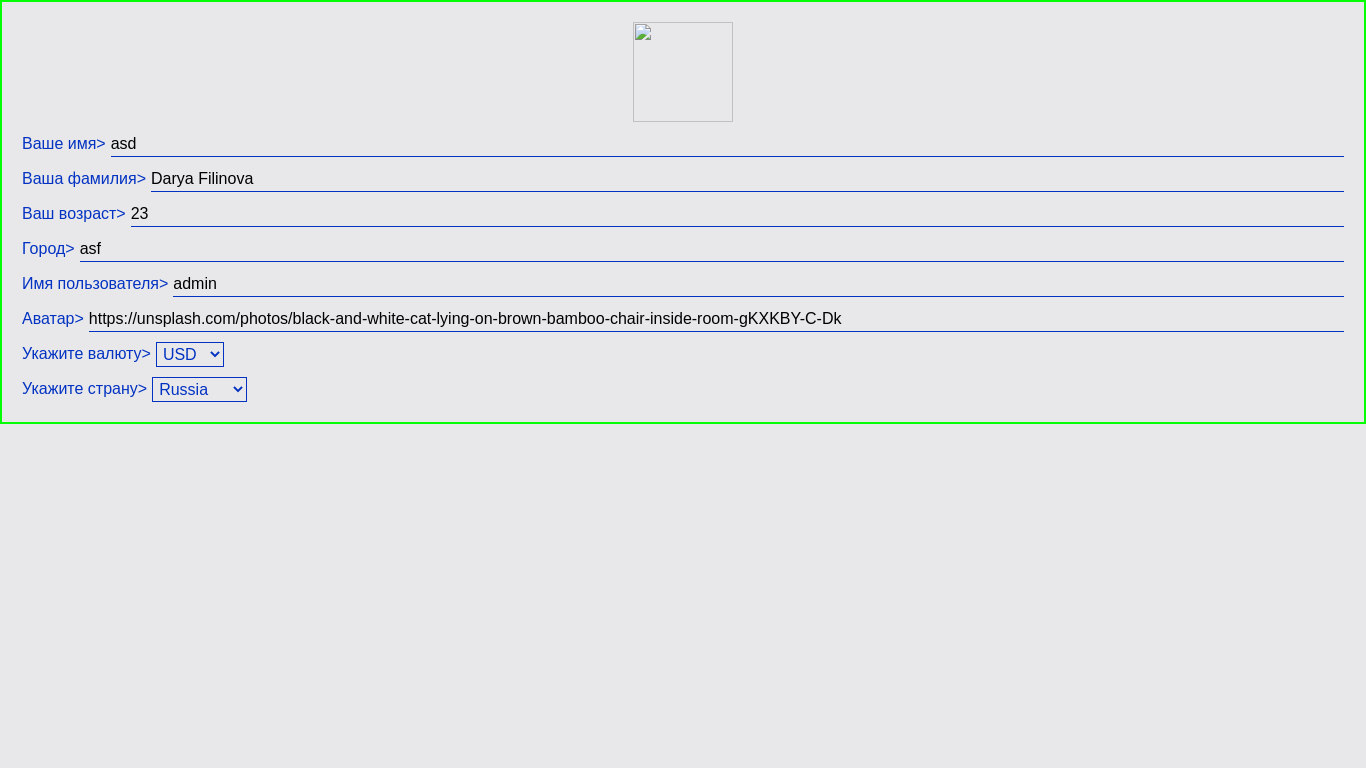 Ваше имя> asd
Ваша фамилия> Darya Filinova
Ваш возраст> 23
Город> asf
Имя пользователя> admin
Аватар> https://unsplash.com/photos/black-and-white-cat-lying-on-brown-bamboo-chair-inside-room-gKXKBY-C-Dk
Укажите валюту> USD
Укажите страну> Russia